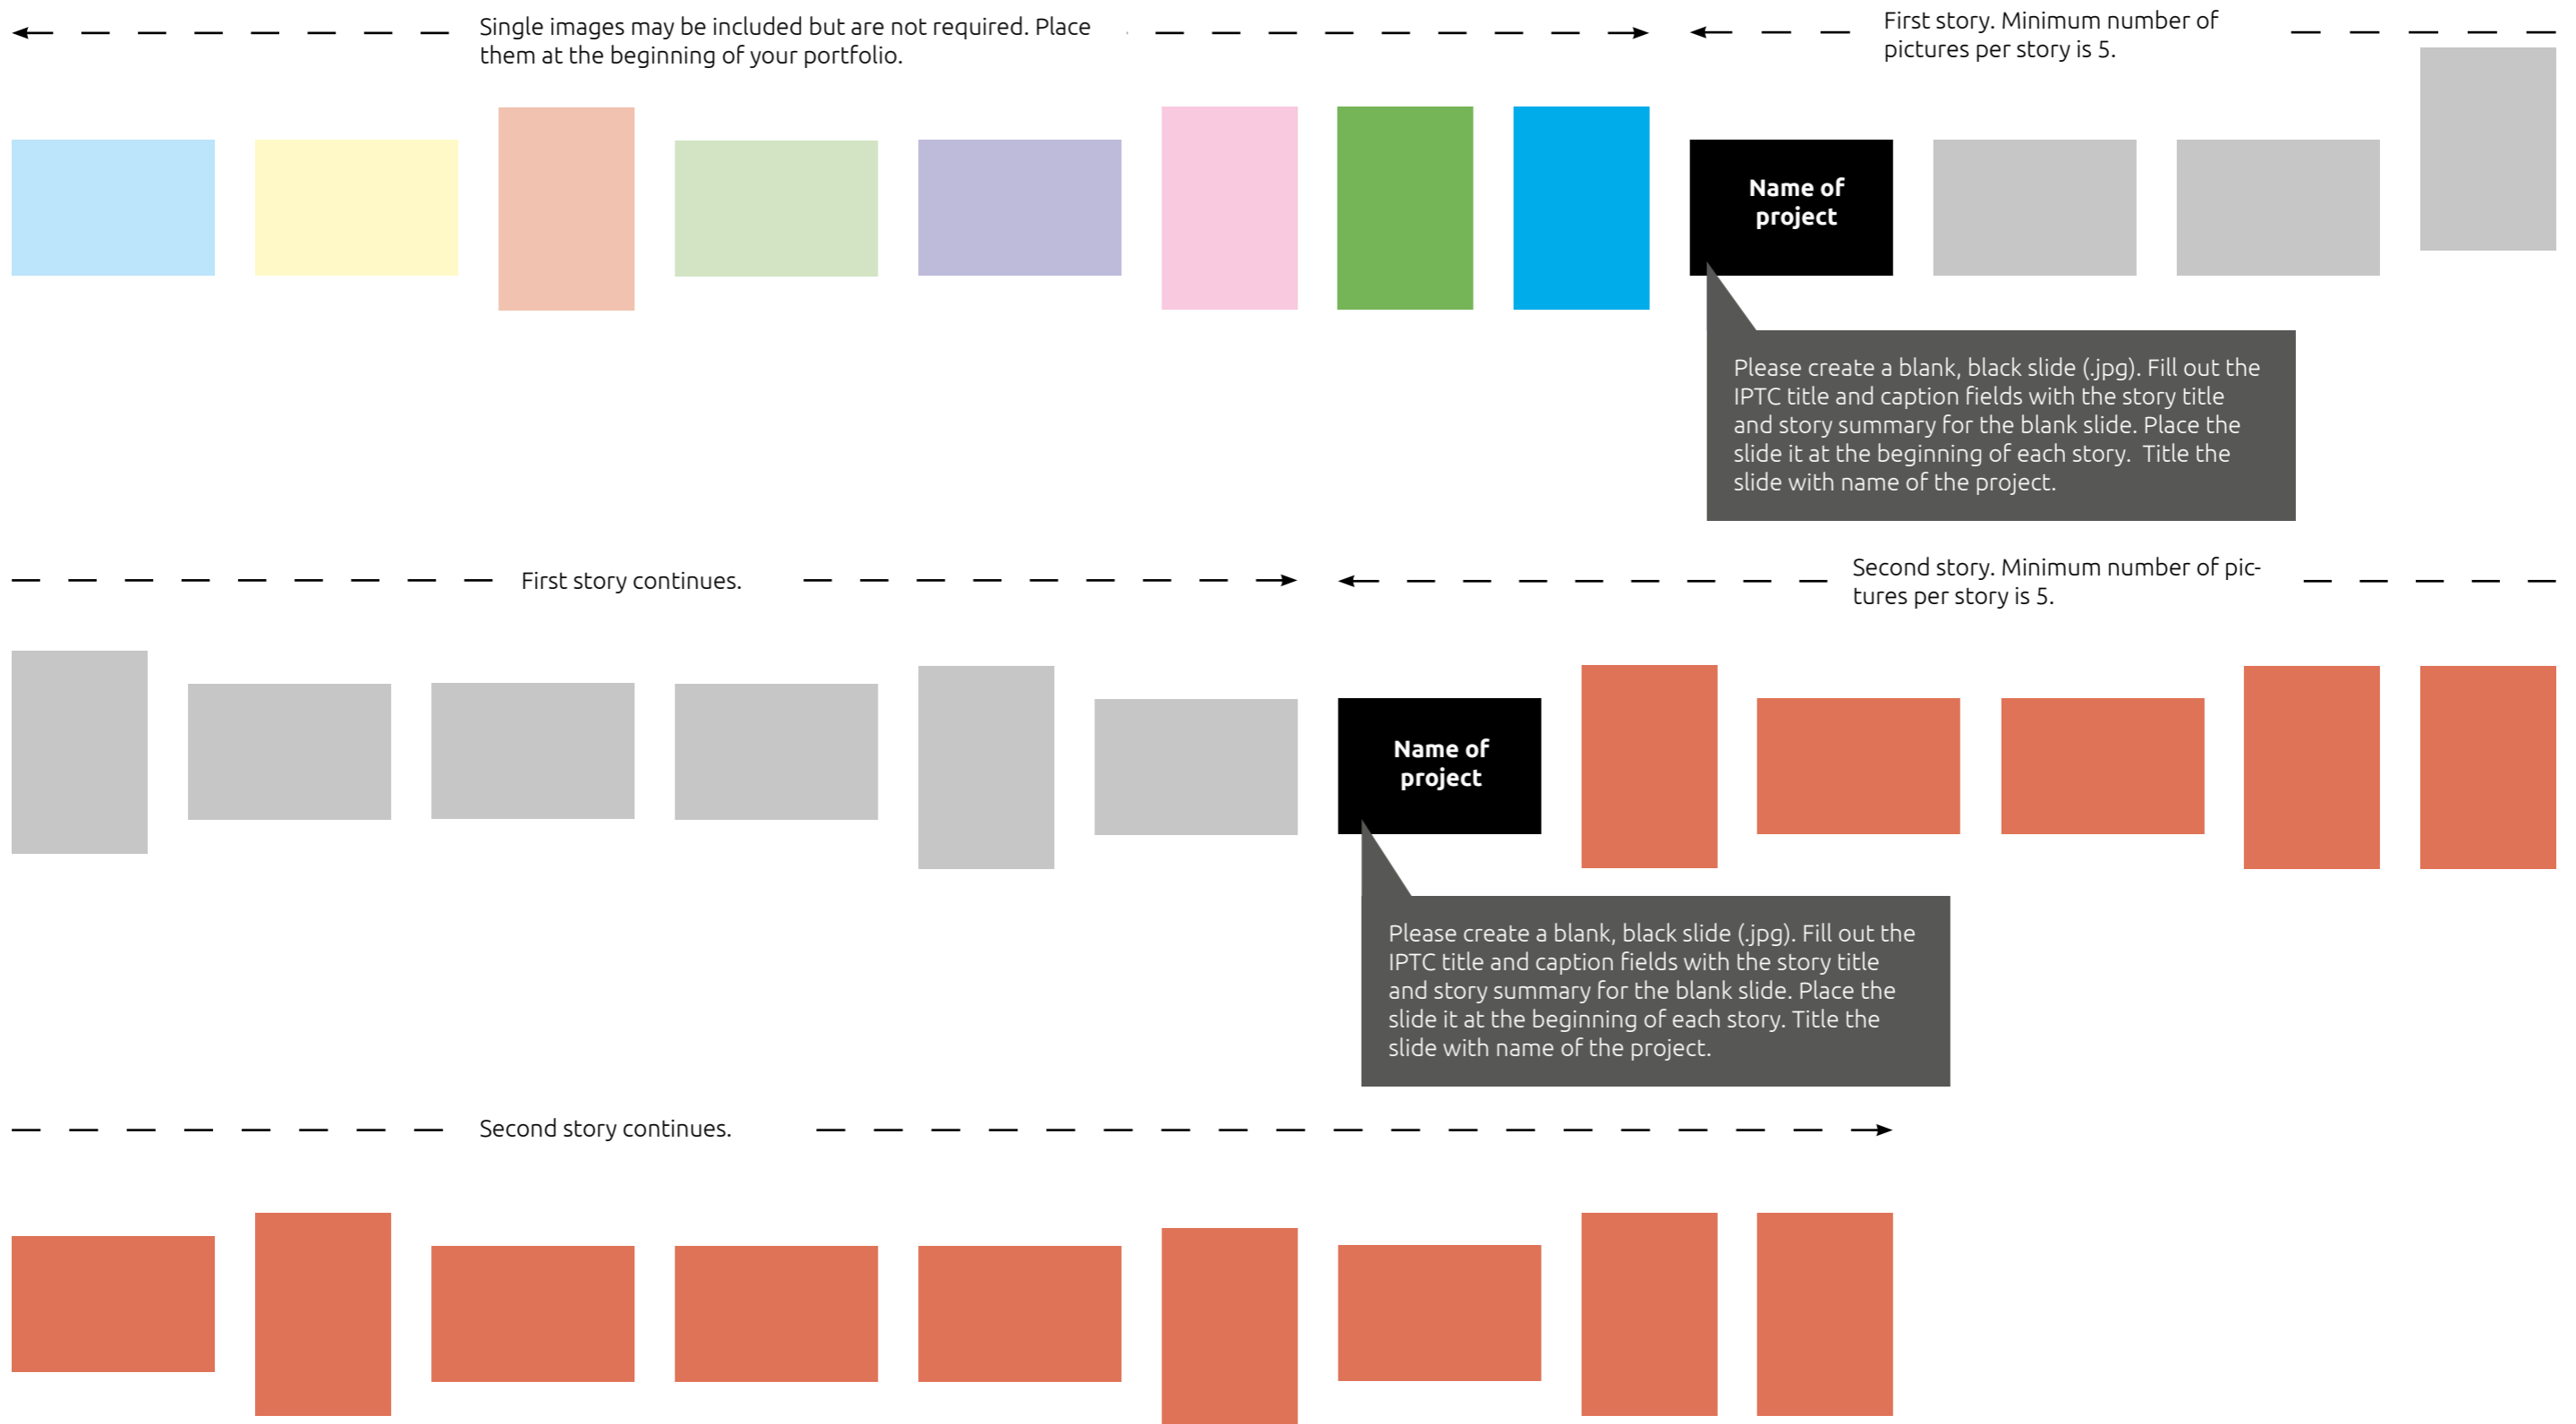 Single images may be included but are not required. Place
them at the beginning of your portfolio.
First story. Minimum number of
pictures per story is 5.
Name of
project
Please create a blank, black slide (.jpg). Fill out the
IPTC title and caption fields with the story title
and story summary for the blank slide. Place the
slide it at the beginning of each story.  Title the
slide with name of the project.
First story continues.
Second story. Minimum number of pic-
tures per story is 5.
Name of
project
Please create a blank, black slide (.jpg). Fill out the
IPTC title and caption fields with the story title
and story summary for the blank slide. Place the
slide it at the beginning of each story. Title the
slide with name of the project.
Second story continues.